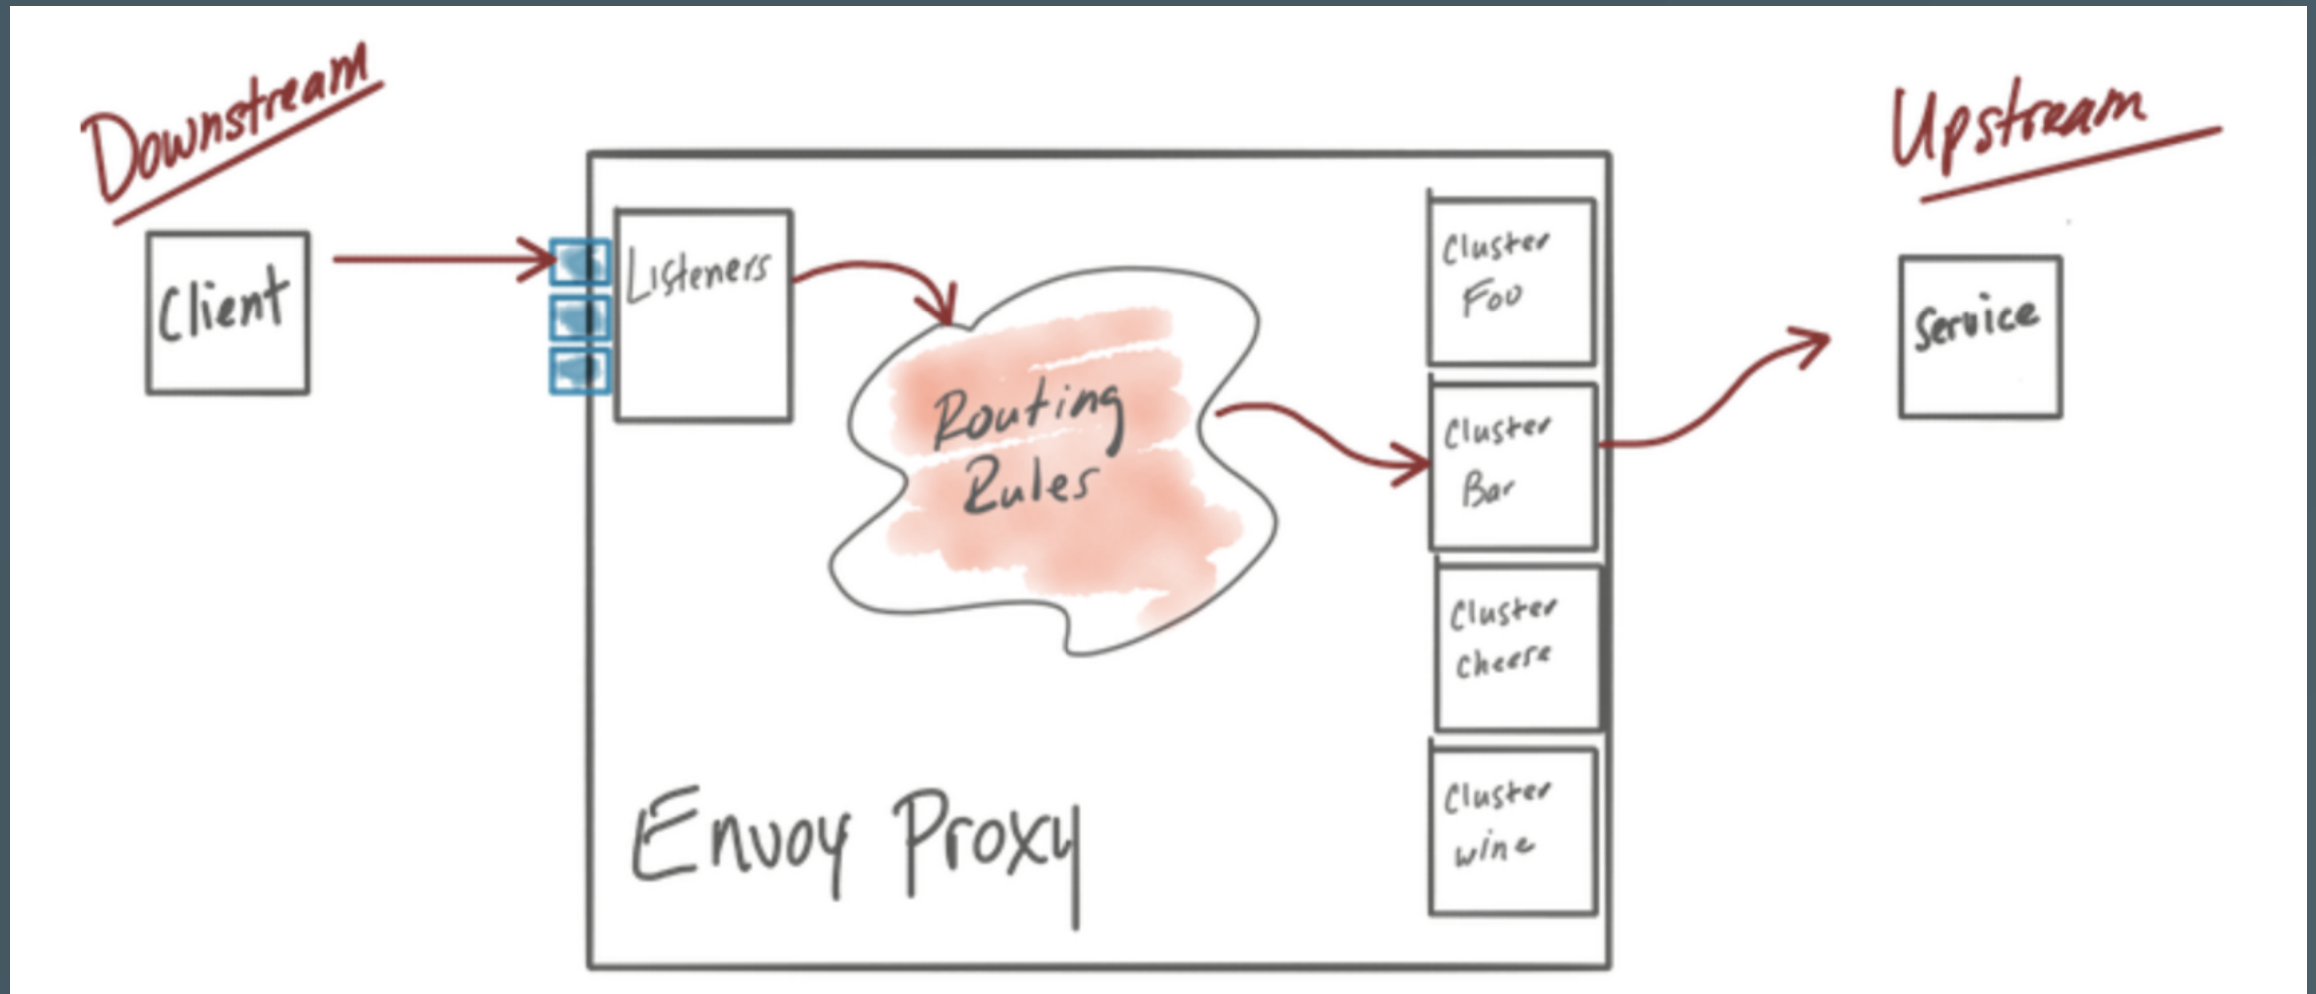 Downstream
Upstream
Client
Listeners
Routing
Rules
Cluster
Foo
Cluster
Bar
Cluster
cheese
Cluster
wine
Service
Envoy Proxy